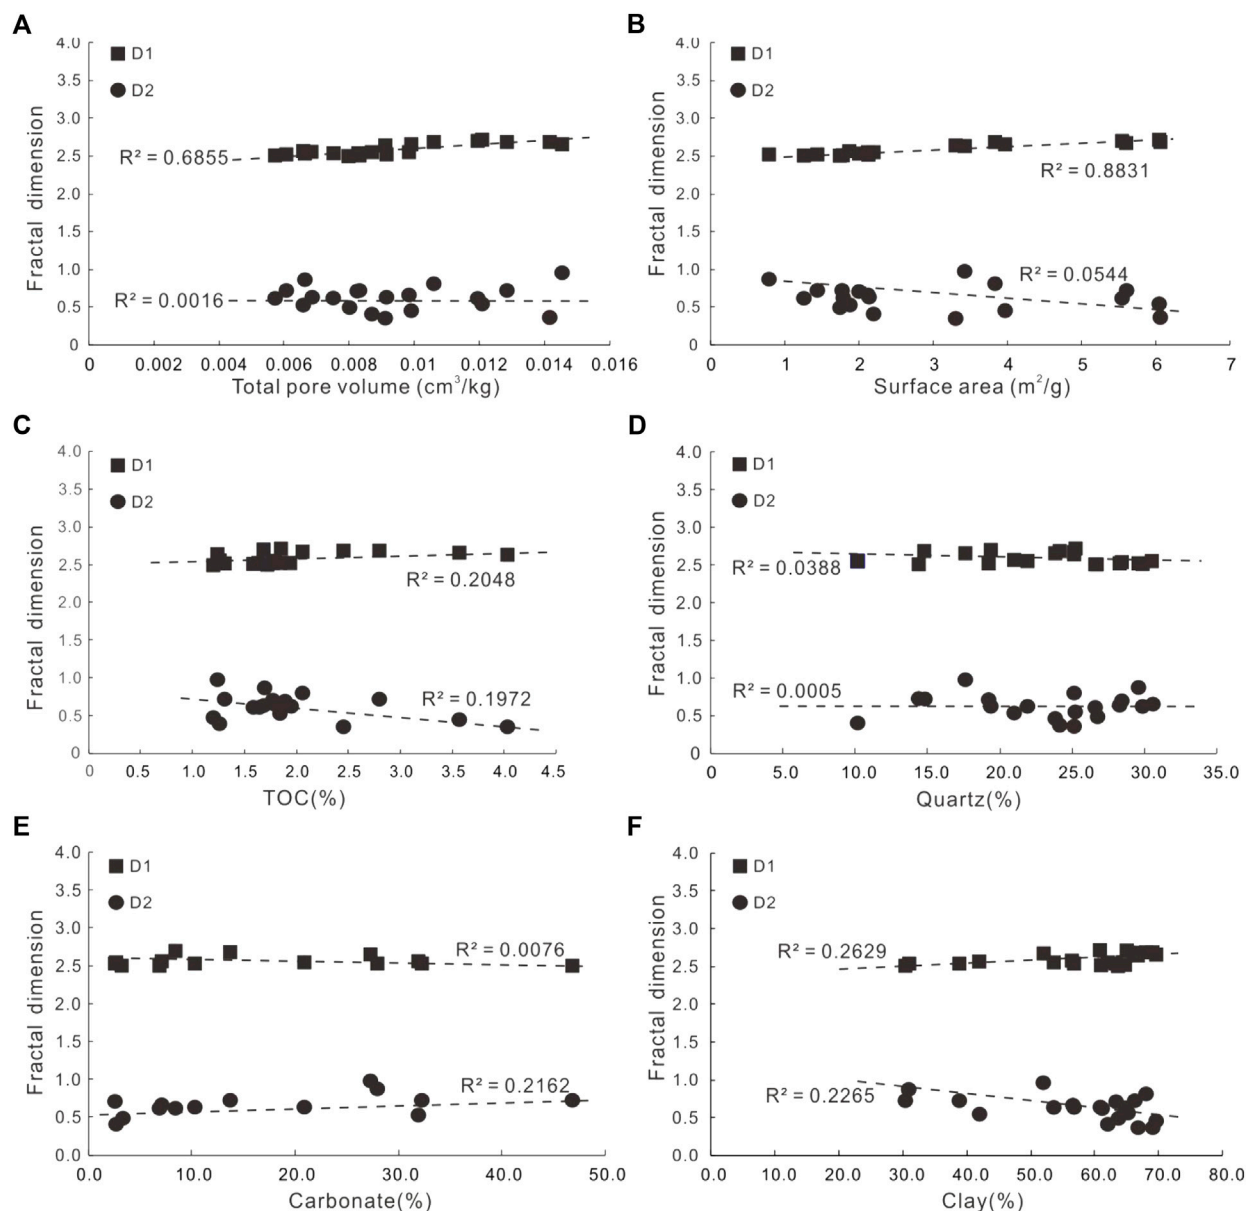 A
B
4.0
D1
3.5
D2
3.0
2.5
R² = 0.6855
2.0
1.5
1.0
R² = 0.0016
0.5
0
Fractal dimension
0 0.002 0.004 0.006 0.008 0.01 0.012 0.014 0.016
Total pore volume (cm³/kg)
4.0
D1
3.5
D2
3.0
2.5
R² = 0.8831
2.0
1.5
1.0
R² = 0.0544
0.5
0
Fractal dimension
0 1 2 3 4 5 6 7
Surface area (m²/g)
C
D
4.0
D1
3.5
D2
3.0
2.5
R² = 0.2048
2.0
1.5
1.0
R² = 0.1972
0.5
0
Fractal dimension
0 0.5 1.0 1.5 2.0 2.5 3.0 3.5 4.0 4.5
TOC(%)
4.0
D1
3.5
D2
3.0
2.5
R² = 0.0388
2.0
1.5
1.0
R² = 0.0005
0.5
0
Fractal dimension
0 5.0 10.0 15.0 20.0 25.0 30.0 35.0
Quartz(%)
E
F
4.0
D1
3.5
D2
3.0
R² = 0.0076
2.5
2.0
1.5
1.0
R² = 0.2162
0.5
0.0
Fractal dimension
0.0 10.0 20.0 30.0 40.0 50.0
Carbonate(%)
4.0
D1
3.5
D2
3.0
R² = 0.2629
2.5
2.0
1.5
1.0
R² = 0.2265
0.5
0.0
Fractal dimension
0.0 10.0 20.0 30.0 40.0 50.0 60.0 70.0 80.0
Clay(%)